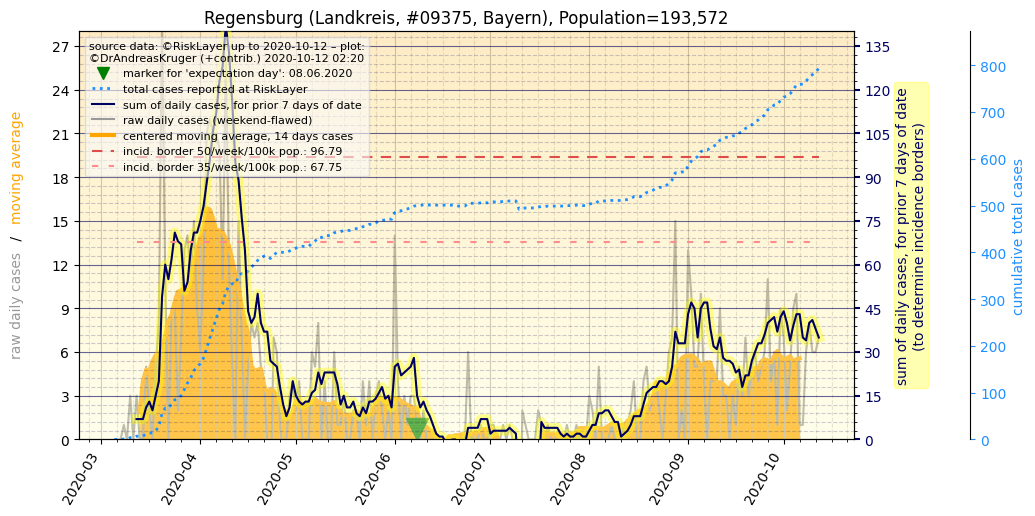 Regensburg (Landkreis, #09375, Bayern), Population=193,572
source data: ©RiskLayer up to 2020-10-12 – plot:
©DrAndreasKruger (+contrib.) 2020-10-12 02:20
marker for 'expectation day': 08.06.2020
total cases reported at RiskLayer
sum of daily cases, for prior 7 days of date
raw daily cases (weekend-flawed)
centered moving average, 14 days cases
incid. border 50/week/100k pop.: 96.79
incid. border 35/week/100k pop.: 67.75
raw daily cases / moving average
27
24
21
18
15
12
9
6
3
0
2020-03
2020-04
2020-05
2020-06
2020-07
2020-08
2020-09
2020-10
135
120
105
90
75
60
45
30
15
0
sum of daily cases, for prior 7 days of date
(to determine incidence borders)
800
700
600
500
400
300
200
100
0
cumulative total cases